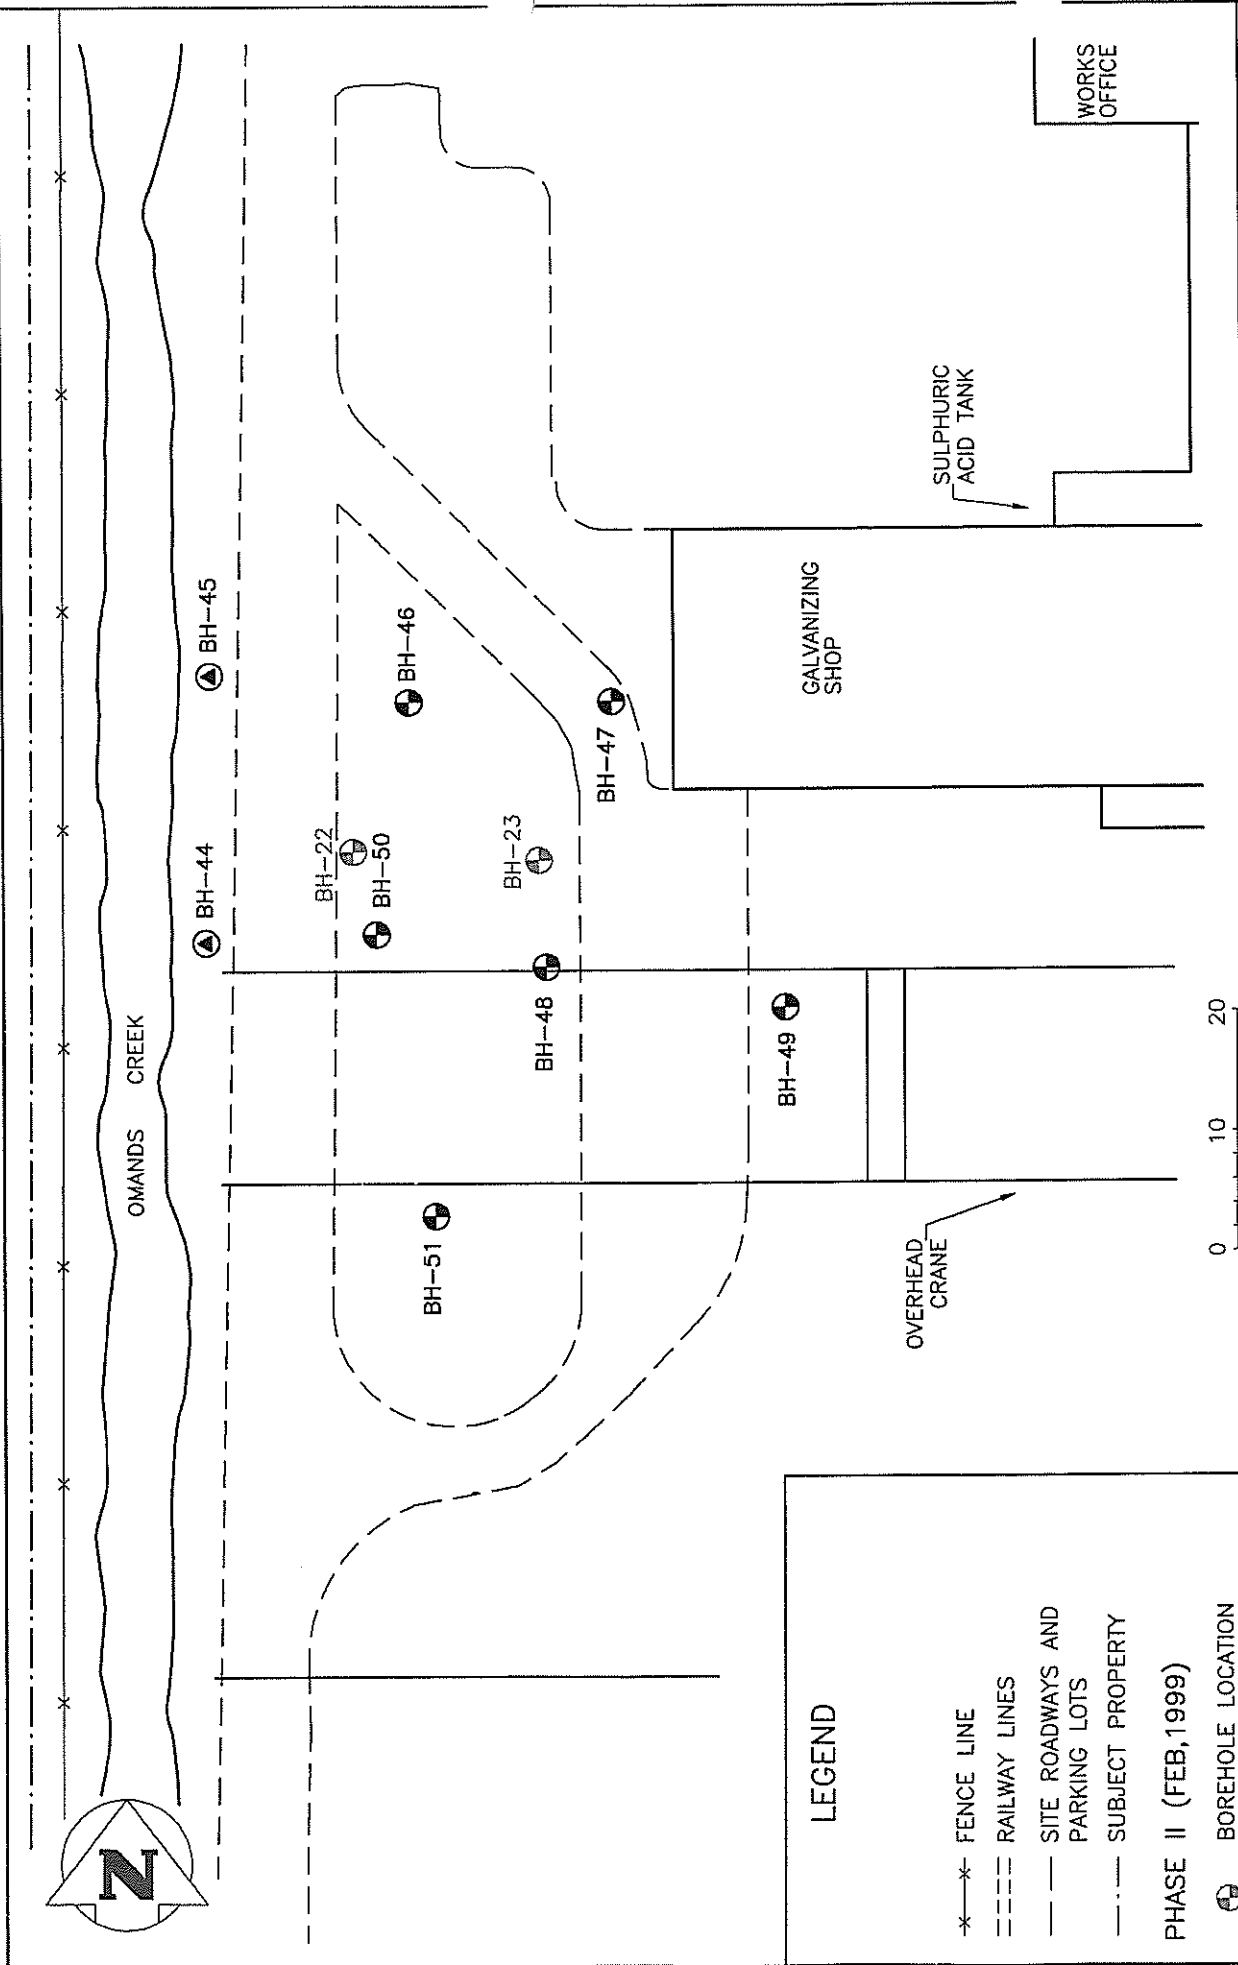 N
OMANDS CREEK
BH-44
BH-45
BH-22
BH-50
BH-46
BH-23
BH-51
BH-48
BH-47
BH-49
GALVANIZING
SHOP
SULPHURIC
ACID TANK
WORKS
OFFICE
OVERHEAD
CRANE
0 10 20
LEGEND
FENCE LINE
RAILWAY LINES
SITE ROADWAYS AND
PARKING LOTS
SUBJECT PROPERTY
PHASE II (FEB,1999)
BOREHOLE LOCATION